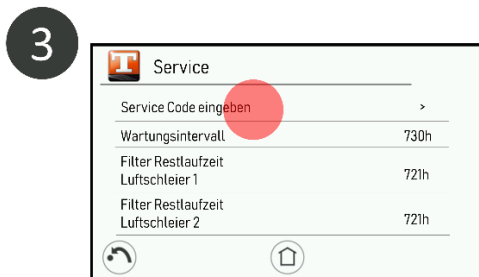 3
T Service
Service Code eingeben >
Wartungsintervall 730h
Filter Restlaufzeit
Luftschleier 1 721h
Filter Restlaufzeit
Luftschleier 2 721h